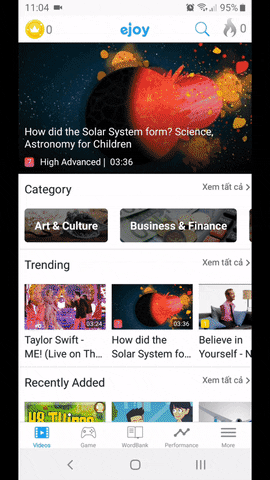 11:04 95%
0 ejoy 0
How did the Solar System form? Science,
Astronomy for Children
High Advanced | 03:36
Category Xem tất cả >
Art & Culture Business & Finance
Trending Xem tất cả >
03:24 03:36
Taylor Swift - How did the Believe in
ME! (Live on Th... Solar System fo... Yourself - N
Recently Added Xem tất cả >
Videos Game WordBank Performance More